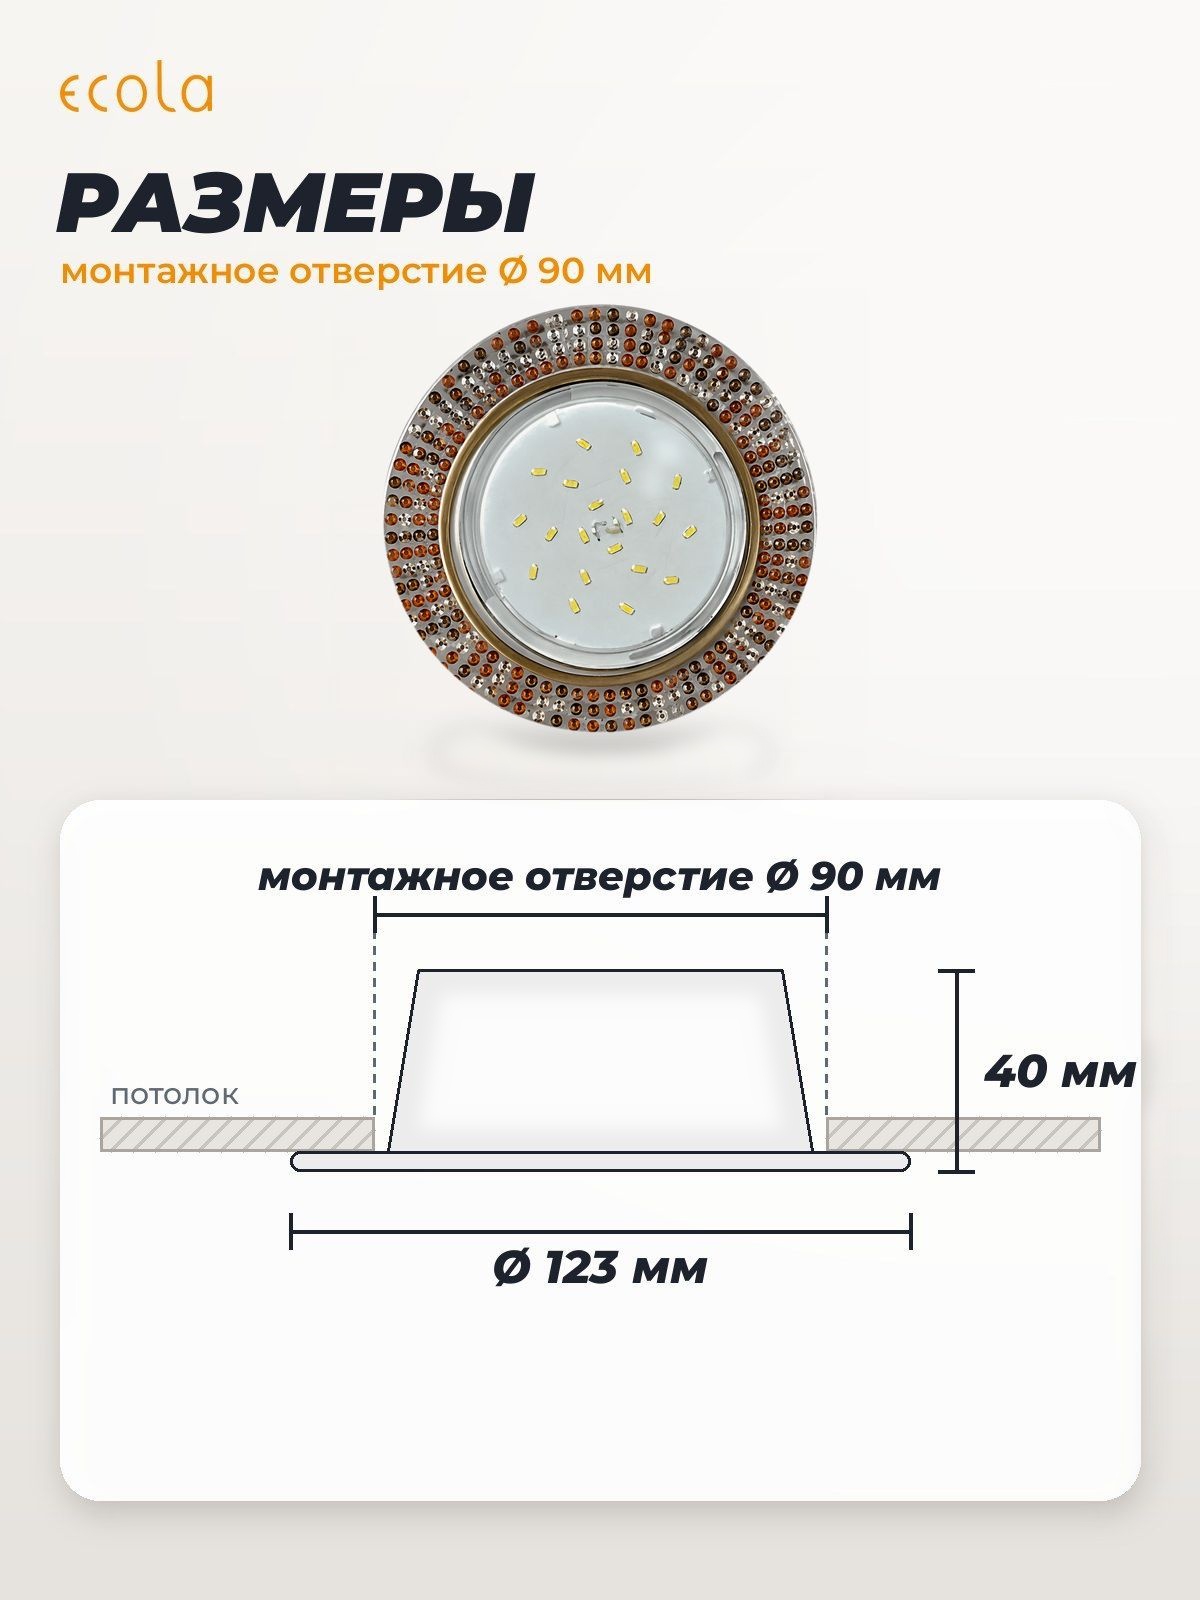 ecola
РАЗМЕРЫ
монтажное отверстие Ø 90 мм
монтажное отверстие Ø 90 мм
40 мм
потолок
Ø 123 мм